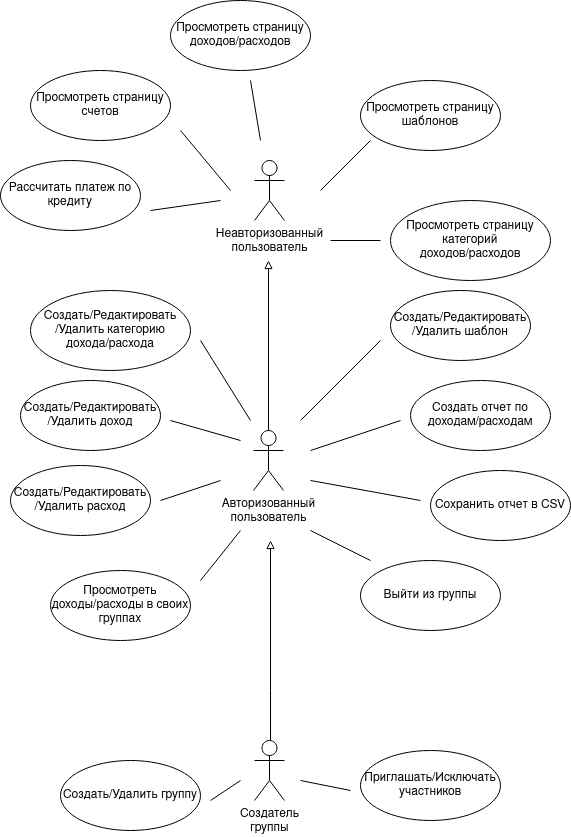 Просмотреть страницу
доходов/расходов
Просмотреть страницу
счетов
Просмотреть страницу
шаблонов
Рассчитать платеж по
кредиту
Неавторизованный
пользователь
Просмотреть страницу
категорий
доходов/расходов
Создать/Редактировать
/Удалить категорию
дохода/расхода
Создать/Редактировать
/Удалить шаблон
Создать/Редактировать
/Удалить доход
Создать отчет по
доходам/расходам
Создать/Редактировать
/Удалить расход
Авторизованный
пользователь
Сохранить отчет в CSV
Просмотреть
доходы/расходы в своих
группах
Выйти из группы
Создать/Удалить группу
Приглашать/Исключать
участников
Создатель
группы